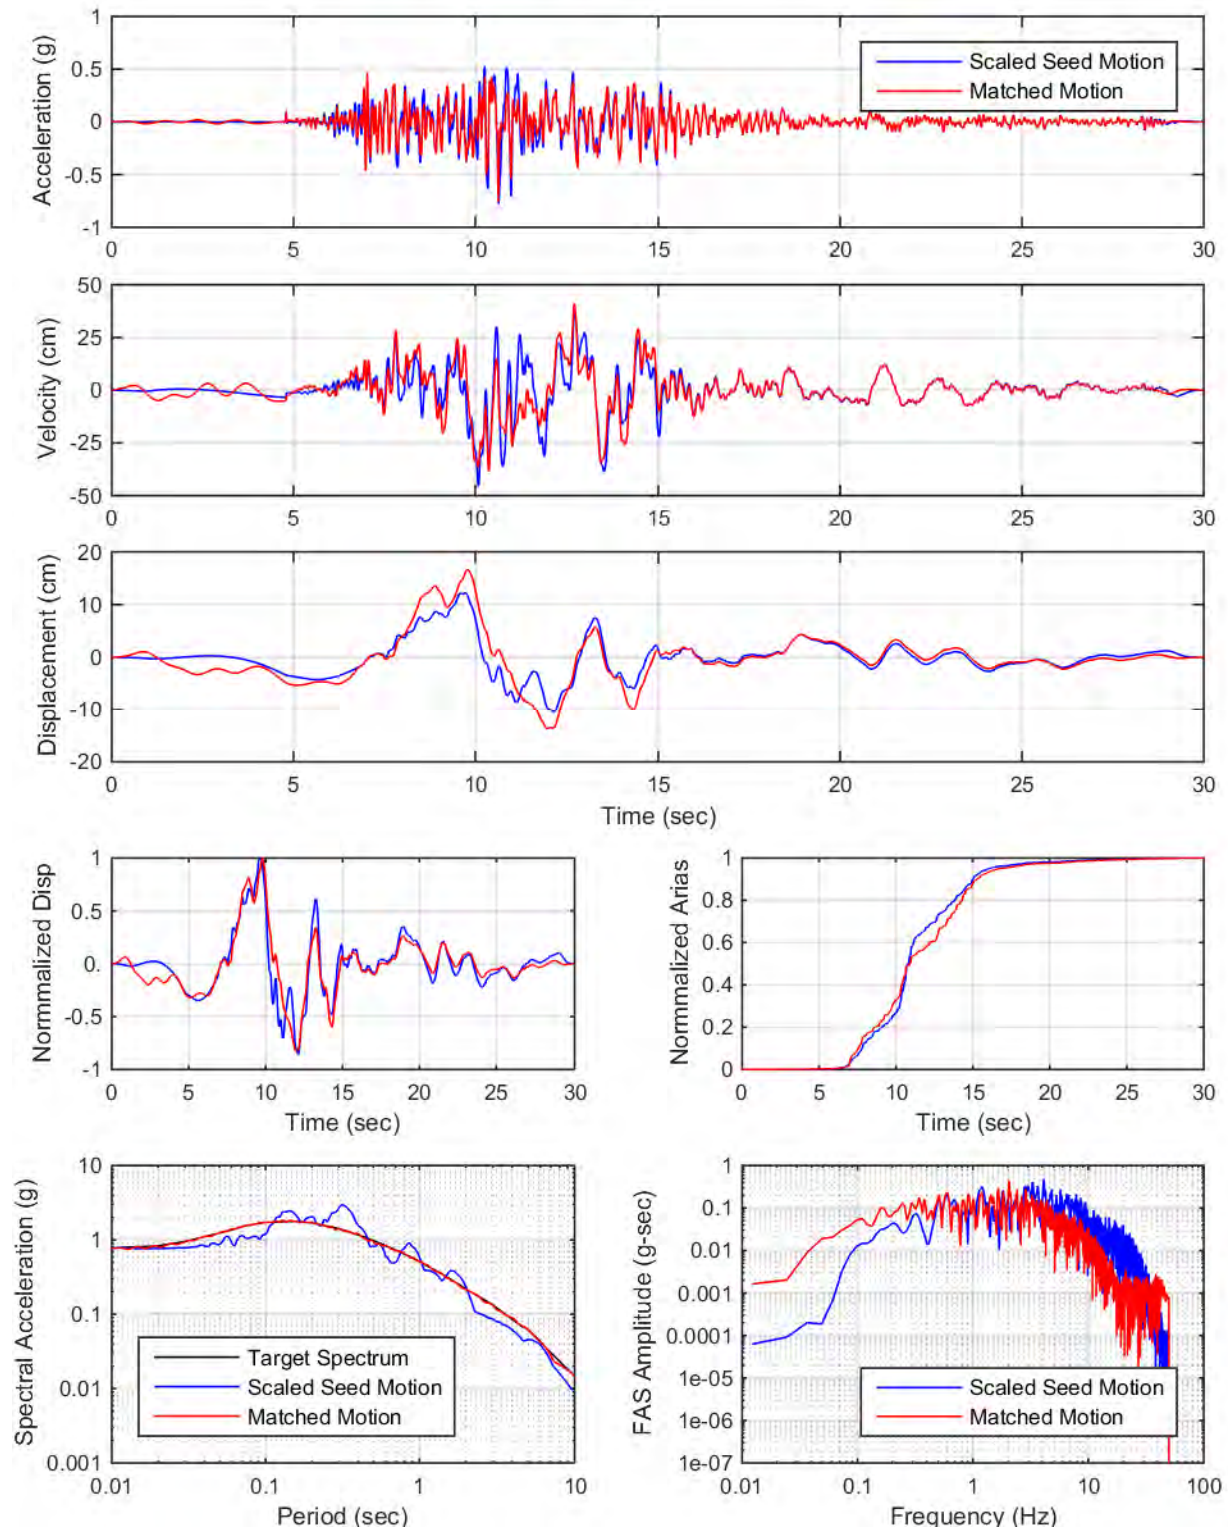 Acceleration (g)
1
0.5
0
-0.5
-1
Scaled Seed Motion
Matched Motion
0 5 10 15 20 25 30
Velocity (cm)
50
25
0
-25
-50
0 5 10 15 20 25 30
Displacement (cm)
20
10
0
-10
-20
0 5 10 15 20 25 30
Time (sec)
Normmalized Disp
1
0.5
0.
-0.5
-1
0 5 10 15 20 25 30
Time (sec)
Normmalized Arias
1
0.8
0.6
0.4
0.2
0
0 5 10 15 20 25 30
Time (sec)
Spectral Acceleration (g)
10
1
0.1
0.01
0.001
Target Spectrum
Scaled Seed Motion
Matched Motion
0.01 0.1 1 10
Period (sec)
FAS Amplitude (g-sec)
1
0.1
0.01
0.001
0.0001
1e-05
1e-06
1e-07
Scaled Seed Motion
Matched Motion
0.01 0.1 1 10 100
Frequency (Hz)